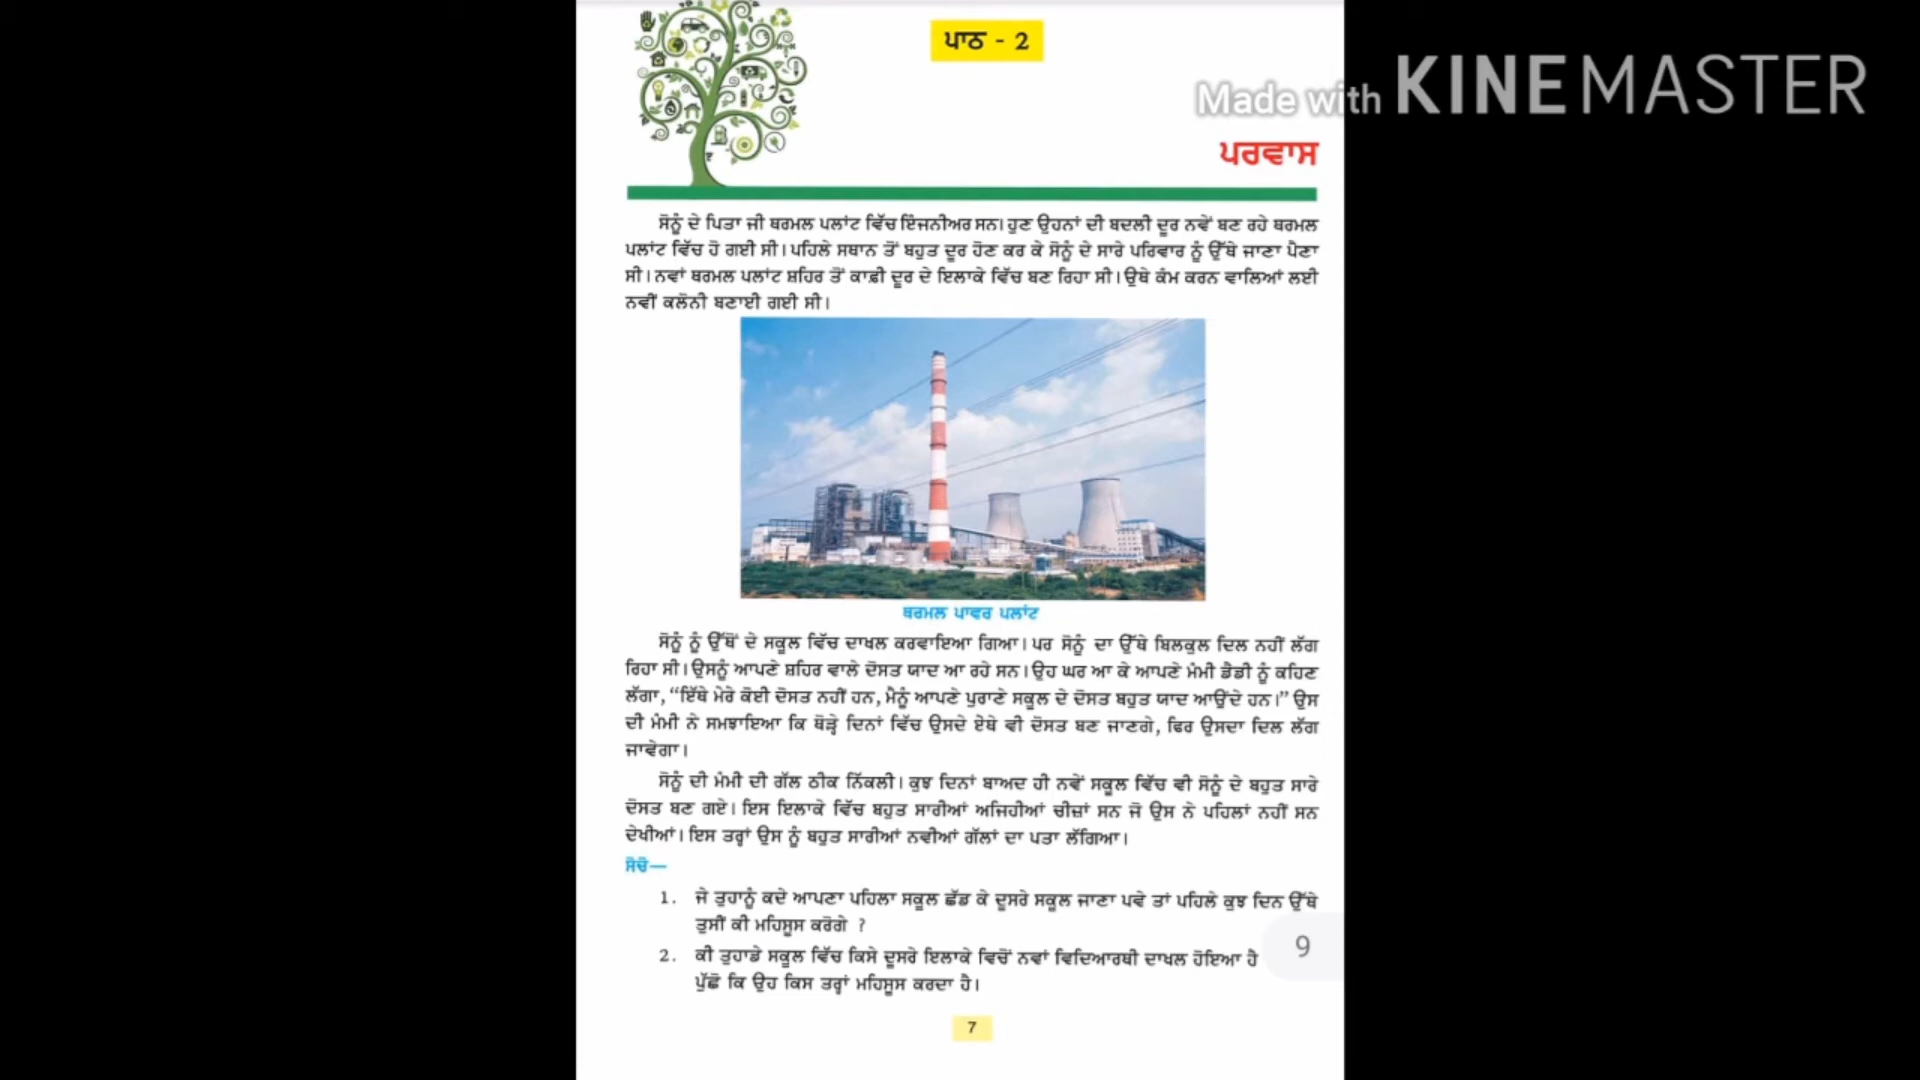 ਪਾਠ - 2
Made with KINEMASTER
ਪਰਵਾਸ
ਸੋਨੂੰ ਦੇ ਪਿਤਾ ਜੀ ਥਰਮਲ ਪਲਾਂਟ ਵਿੱਚ ਇੰਜਨੀਅਰ ਸਨ। ਹੁਣ ਉਹਨਾਂ ਦੀ ਬਦਲੀ ਦੂਰ ਨਵੇਂ ਬਣ ਰਹੇ ਥਰਮਲ
ਪਲਾਂਟ ਵਿੱਚ ਹੋ ਗਈ ਸੀ। ਪਹਿਲੇ ਸਥਾਨ ਤੋਂ ਬਹੁਤ ਦੂਰ ਹੋਣ ਕਰ ਕੇ ਸੋਨੂੰ ਦੇ ਸਾਰੇ ਪਰਿਵਾਰ ਨੂੰ ਉੱਥੇ ਜਾਣਾ ਪੈਣਾ
ਸੀ। ਨਵਾਂ ਥਰਮਲ ਪਲਾਂਟ ਸ਼ਹਿਰ ਤੋਂ ਕਾਫ਼ੀ ਦੂਰ ਦੇ ਇਲਾਕੇ ਵਿੱਚ ਬਣ ਰਿਹਾ ਸੀ। ਉਥੇ ਕੰਮ ਕਰਨ ਵਾਲਿਆਂ ਲਈ
ਨਵੀਂ ਕਲੋਨੀ ਬਣਾਈ ਗਈ ਸੀ।
ਥਰਮਲ ਪਾਵਰ ਪਲਾਂਟ
ਸੋਨੂੰ ਨੂੰ ਉੱਥੋਂ ਦੇ ਸਕੂਲ ਵਿੱਚ ਦਾਖਲ ਕਰਵਾਇਆ ਗਿਆ। ਪਰ ਸੋਨੂੰ ਦਾ ਉੱਥੇ ਬਿਲਕੁਲ ਦਿਲ ਨਹੀਂ ਲੱਗ
ਰਿਹਾ ਸੀ। ਉਸਨੂੰ ਆਪਣੇ ਸ਼ਹਿਰ ਵਾਲੇ ਦੋਸਤ ਯਾਦ ਆ ਰਹੇ ਸਨ। ਉਹ ਘਰ ਆ ਕੇ ਆਪਣੇ ਮੰਮੀ ਡੈਡੀ ਨੂੰ ਕਹਿਣ
ਲੱਗਾ, “ਇੱਥੇ ਮੇਰੇ ਕੋਈ ਦੋਸਤ ਨਹੀਂ ਹਨ, ਮੈਨੂੰ ਆਪਣੇ ਪੁਰਾਣੇ ਸਕੂਲ ਦੇ ਦੋਸਤ ਬਹੁਤ ਯਾਦ ਆਉਂਦੇ ਹਨ।” ਉਸ
ਦੀ ਮੰਮੀ ਨੇ ਸਮਝਾਇਆ ਕਿ ਥੋੜ੍ਹੇ ਦਿਨਾਂ ਵਿੱਚ ਉਸਦੇ ਏਥੇ ਵੀ ਦੋਸਤ ਬਣ ਜਾਣਗੇ, ਫਿਰ ਉਸਦਾ ਦਿਲ ਲੱਗ
ਜਾਵੇਗਾ।
ਸੋਨੂੰ ਦੀ ਮੰਮੀ ਦੀ ਗੱਲ ਠੀਕ ਨਿੱਕਲੀ। ਕੁਝ ਦਿਨਾਂ ਬਾਅਦ ਹੀ ਨਵੇਂ ਸਕੂਲ ਵਿੱਚ ਵੀ ਸੋਨੂੰ ਦੇ ਬਹੁਤ ਸਾਰੇ
ਦੋਸਤ ਬਣ ਗਏ। ਇਸ ਇਲਾਕੇ ਵਿੱਚ ਬਹੁਤ ਸਾਰੀਆਂ ਅਜਿਹੀਆਂ ਚੀਜ਼ਾਂ ਸਨ ਜੋ ਉਸ ਨੇ ਪਹਿਲਾਂ ਨਹੀਂ ਸਨ
ਦੇਖੀਆਂ। ਇਸ ਤਰ੍ਹਾਂ ਉਸ ਨੂੰ ਬਹੁਤ ਸਾਰੀਆਂ ਨਵੀਆਂ ਗੱਲਾਂ ਦਾ ਪਤਾ ਲੱਗਿਆ।
ਸੋਚੋ—
1. ਜੇ ਤੁਹਾਨੂੰ ਕਦੇ ਆਪਣਾ ਪਹਿਲਾ ਸਕੂਲ ਛੱਡ ਕੇ ਦੂਸਰੇ ਸਕੂਲ ਜਾਣਾ ਪਵੇ ਤਾਂ ਪਹਿਲੇ ਕੁਝ ਦਿਨ ਉੱਥੇ
ਤੁਸੀਂ ਕੀ ਮਹਿਸੂਸ ਕਰੋਗੇ ?
2. ਕੀ ਤੁਹਾਡੇ ਸਕੂਲ ਵਿੱਚ ਕਿਸੇ ਦੂਸਰੇ ਇਲਾਕੇ ਵਿਚੋਂ ਨਵਾਂ ਵਿਦਿਆਰਥੀ ਦਾਖਲ ਹੋਇਆ ਹੈ
ਪੁੱਛੋ ਕਿ ਉਹ ਕਿਸ ਤਰ੍ਹਾਂ ਮਹਿਸੂਸ ਕਰਦਾ ਹੈ।
9
7